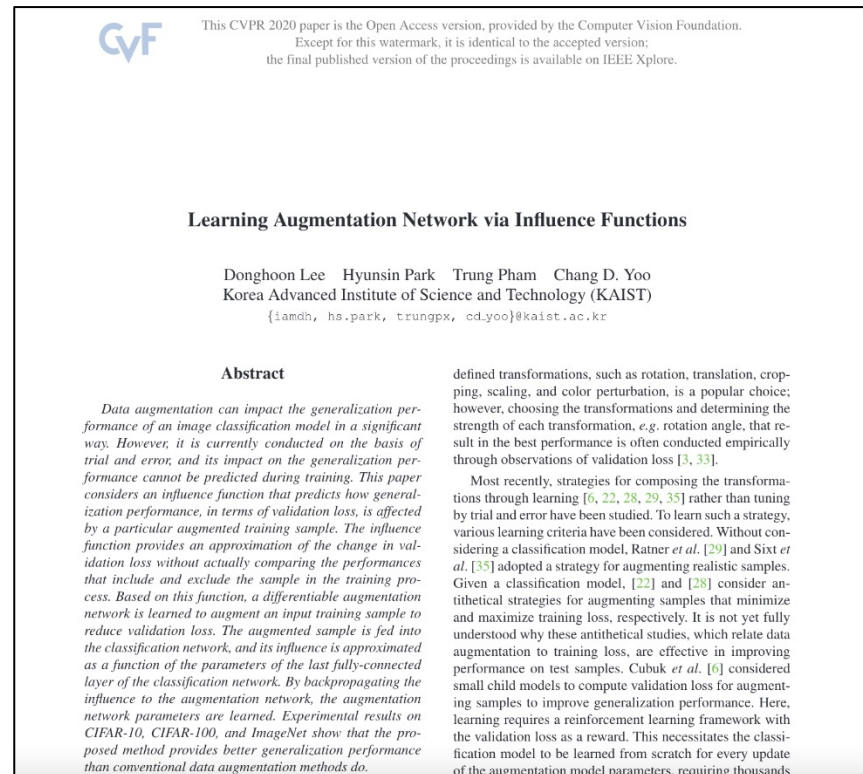 CVF
This CVPR 2020 paper is the Open Access version, provided by the Computer Vision Foundation.
Except for this watermark, it is identical to the accepted version;
the final published version of the proceedings is available on IEEE Xplore.
Learning Augmentation Network via Influence Functions
Donghoon Lee Hyunsin Park Trung Pham Chang D. Yoo
Korea Advanced Institute of Science and Technology (KAIST)
{iamdh, hs.park, trungpx, cd_yoo}@kaist.ac.kr
Abstract
Data augmentation can impact the generalization per-
formance of an image classification model in a significant
way. However, it is currently conducted on the basis of
trial and error, and its impact on the generalization per-
formance cannot be predicted during training. This paper
considers an influence function that predicts how general-
ization performance, in terms of validation loss, is affected
by a particular augmented training sample. The influence
function provides an approximation of the change in val-
idation loss without actually comparing the performances
that include and exclude the sample in the training pro-
cess. Based on this function, a differentiable augmentation
network is learned to augment an input training sample to
reduce validation loss. The augmented sample is fed into
the classification network, and its influence is approximated
as a function of the parameters of the last fully-connected
layer of the classification network. By backpropagating the
influence to the augmentation network, the augmentation
network parameters are learned. Experimental results on
CIFAR-10, CIFAR-100, and ImageNet show that the pro-
posed method provides better generalization performance
than conventional data augmentation methods do.
defined transformations, such as rotation, translation, crop-
ping, scaling, and color perturbation, is a popular choice;
however, choosing the transformations and determining the
strength of each transformation, e.g. rotation angle, that re-
sult in the best performance is often conducted empirically
through observations of validation loss [3, 33].
Most recently, strategies for composing the transforma-
tions through learning [6, 22, 28, 29, 35] rather than tuning
by trial and error have been studied. To learn such a strategy,
various learning criteria have been considered. Without con-
sidering a classification model, Ratner et al. [29] and Sixt et
al. [35] adopted a strategy for augmenting realistic samples.
Given a classification model, [22] and [28] consider an-
tithetical strategies for augmenting samples that minimize
and maximize training loss, respectively. It is not yet fully
understood why these antithetical studies, which relate data
augmentation to training loss, are effective in improving
performance on test samples. Cubuk et al. [6] considered
small child models to compute validation loss for augment-
ing samples to improve generalization performance. Here,
learning requires a reinforcement learning framework with
the validation loss as a reward. This necessitates the classi-
fication model to be learned from scratch for every update
of the augmentation model parameters, requiring thousands